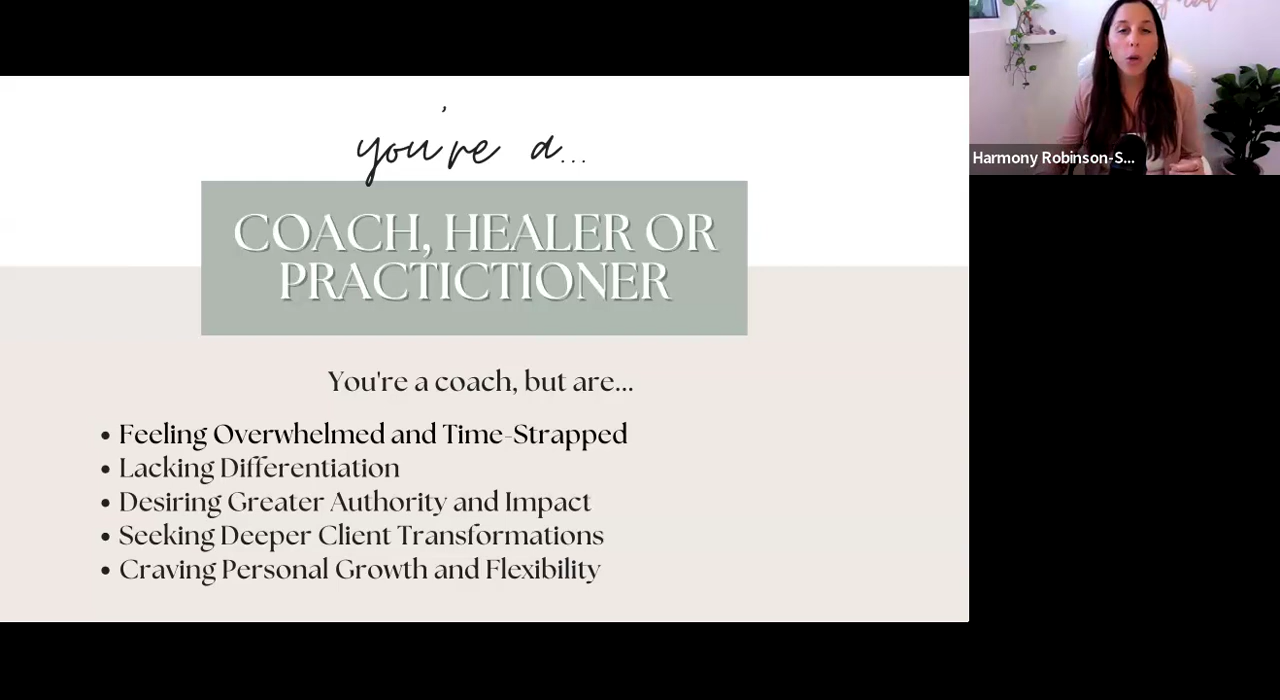 you're a...
COACH, HEALER OR
PRACTICTIONER
You're a coach, but are...
• Feeling Overwhelmed and Time-Strapped
• Lacking Differentiation
• Desiring Greater Authority and Impact
• Seeking Deeper Client Transformations
• Craving Personal Growth and Flexibility
Harmony Robinson-S...